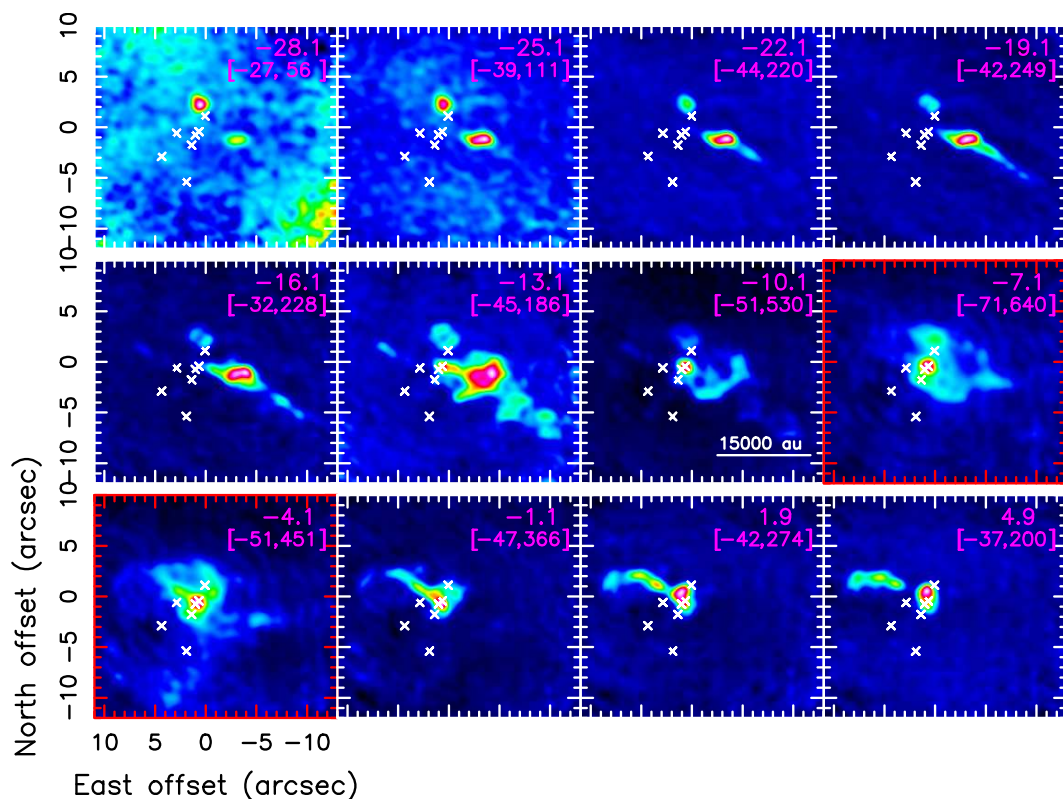 10 5 0 −5 −10
−28.1
[−27, 56 ]
−25.1
[−39,111]
−22.1
[−44,220]
−19.1
[−42,249]
10 5 0 −5 −10
−16.1
[−32,228]
−13.1
[−45,186]
−10.1
[−51,530]
15000 au
−7.1
[−71,640]
10 5 0 −5 −10
−4.1
[−51,451]
−1.1
[−47,366]
1.9
[−42,274]
4.9
[−37,200]
North offset (arcsec)
10 5 0 −5 −10
East offset (arcsec)